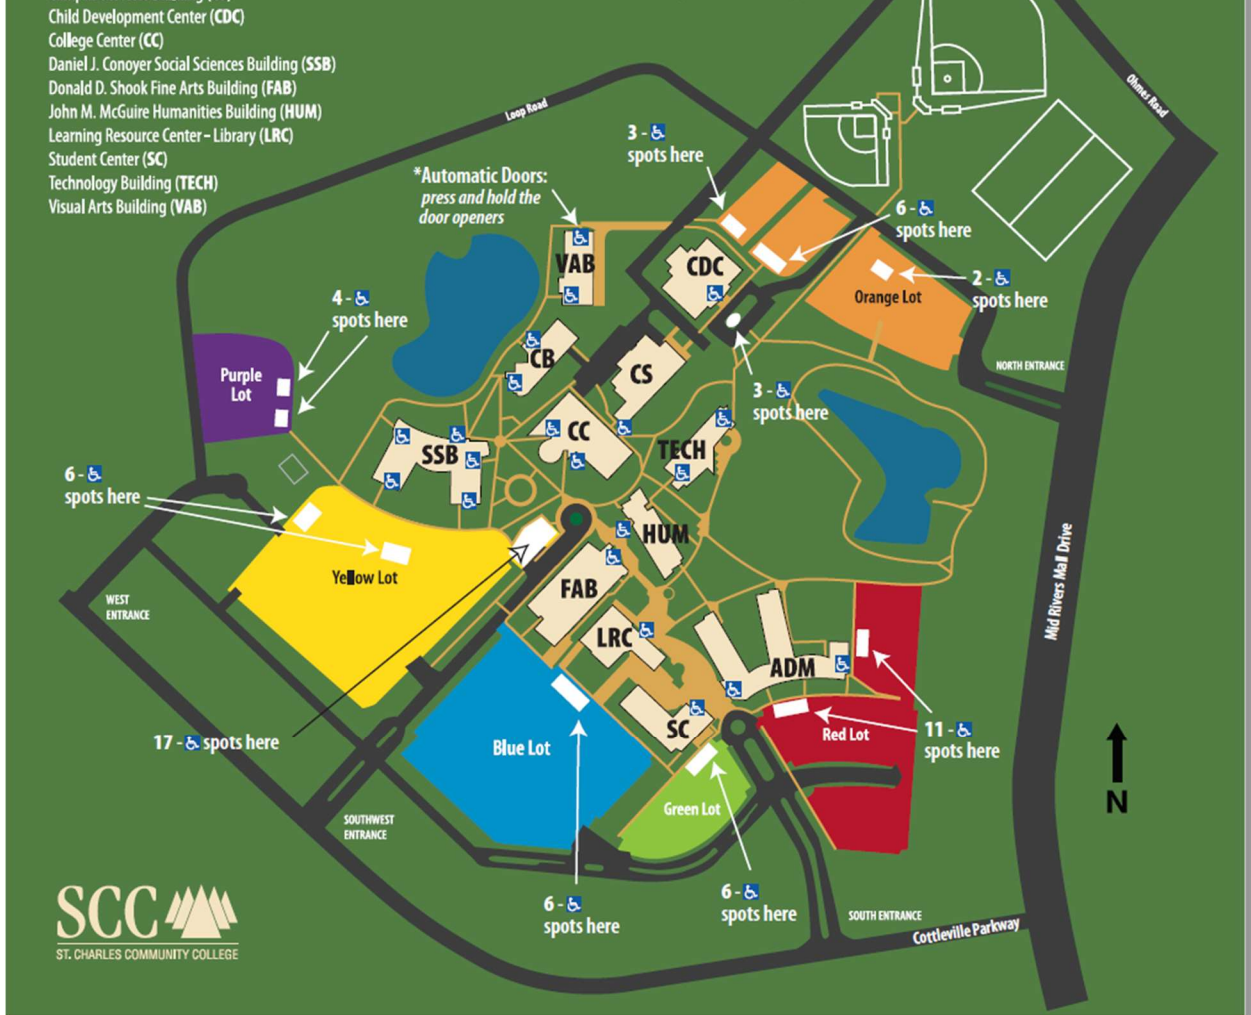 Child Development Center (CDC)
College Center (CC)
Daniel J. Conoyer Social Sciences Building (SSB)
Donald D. Shook Fine Arts Building (FAB)
John M. McGuire Humanities Building (HUM)
Learning Resource Center - Library (LRC)
Student Center (SC)
Technology Building (TECH)
Visual Arts Building (VAB)
Loop Road
Ohmes Road
3 -
spots here
*Automatic Doors:
press and hold the
door openers
6 -
spots here
VAB
CDC
2 -
spots here
Orange Lot
4 -
spots here
NORTH ENTRANCE
CB
CS
Purple
Lot
3 -
spots here
CC
TECH
SSB
6 -
spots here
HUM
Yellow Lot
FAB
Mid Rivers Mall Drive
WEST
ENTRANCE
LRC
ADM
SC
17 - spots here
Blue Lot
Red Lot
11 -
spots here
N
Green Lot
SOUTHWEST
ENTRANCE
6 -
spots here
6 -
spots here
SOUTH ENTRANCE
Cottleville Parkway
SCC
ST. CHARLES COMMUNITY COLLEGE